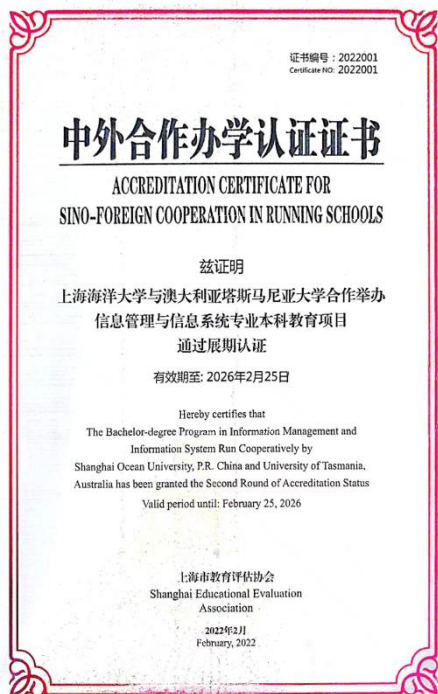 证书编号：2022001
Certificate NO: 2022001
中外合作办学认证证书
ACCREDITATION CERTIFICATE FOR
SINO-FOREIGN COOPERATION IN RUNNING SCHOOLS
兹证明
上海海洋大学与澳大利亚塔斯马尼亚大学合作举办
信息管理与信息系统专业本科教育项目
通过展期认证
有效期至: 2026年2月25日
Hereby certifies that
The Bachelor-degree Program in Information Management and
Information System Run Cooperatively by
Shanghai Ocean University, P.R. China and University of Tasmania,
Australia has been granted the Second Round of Accreditation Status
Valid period until: February 25, 2026
上海市教育评估协会
Shanghai Educational Evaluation
Association
2022年2月
February, 2022